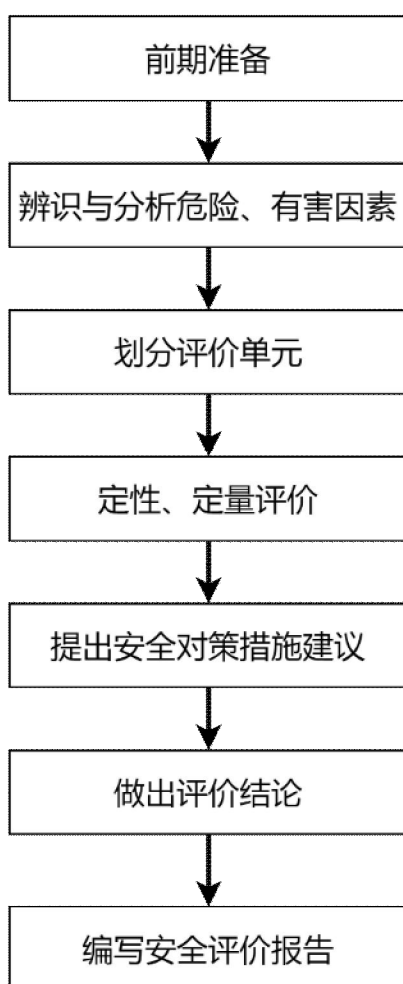 前期准备
辨识与分析危险、有害因素
划分评价单元
定性、定量评价
提出安全对策措施建议
做出评价结论
编写安全评价报告